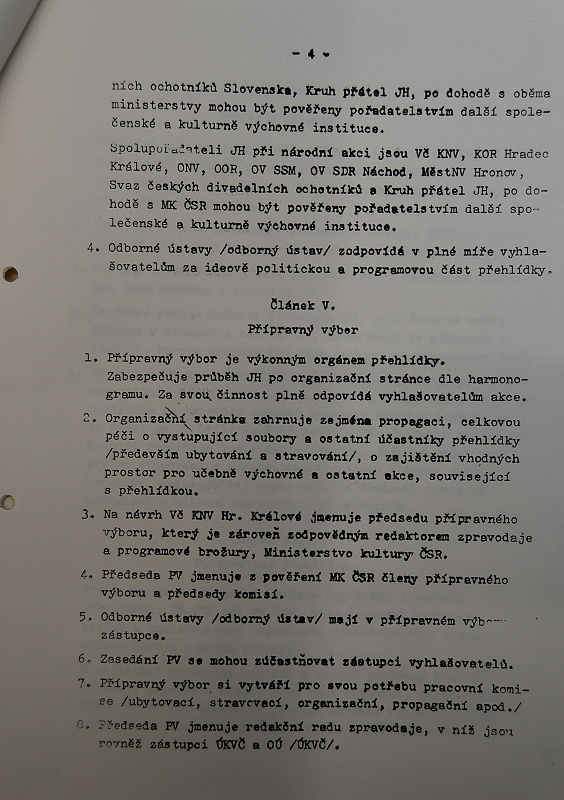 - 4 -
ních ochotníků Slovenska, Kruh přátel JH, po dohodě s oběma
ministerstvy mohou být pověřeny pořadatelstvím další spole-
čenské a kulturně výchovné instituce.
Spolupořadateli JH při národní akci jsou Vč KNV, KOR Hradec
Králové, ONV, OOR, OV SSM, OV SDR Náchod, MěstNV Hronov,
Svaz českých divadelních ochotníků a Kruh přátel JH, po do-
hodě s MK ČSR mohou být pověřeny pořadatelstvím další spo-
lečenské a kulturně výchovné instituce.
4. Odborné ústavy /odborný ústav/ zodpovídá v plné míře vyhla-
šovatelům za ideově politickou a programovou část přehlídky.
Článek V.
Přípravný výbor
1. Přípravný výbor je výkonným orgánem přehlídky.
Zabezpečuje průběh JH po organizační stránce dle harmono-
gramu. Za svou činnost plně odpovídá vyhlašovatelům akce.
2. Organizační stránka zahrnuje zejména propagaci, celkovou
péči o vystupující soubory a ostatní účastníky přehlídky
/především ubytování a stravování/, o zajištění vhodných
prostor pro učebně výchovné a ostatní akce, související
s přehlídkou.
3. Na návrh Vč KNV Hr. Králové jmenuje předsedu přípravného
výboru, který je zároveň zodpovědným redaktorem zpravodaje
a programové brožury, Ministerstvo kultury ČSR.
4. Předseda PV jmenuje z pověření MK ČSR členy přípravného
výboru a předsedy komisí.
5. Odborné ústavy /odborný ústav/ mají v přípravném výbo-
zástupce.
6. Zasedání PV se mohou zúčastňovat zástupci vyhlašovatelů.
7. Přípravný výbor si vytváří pro svou potřebu pracovní komi-
se /ubytovací, stravovací, organizační, propagační apod./
8. Předseda PV jmenuje redakční radu zpravodaje, v níž jsou
rovněž zástupci ÚKVČ a OÚ /ÚKVČ/.